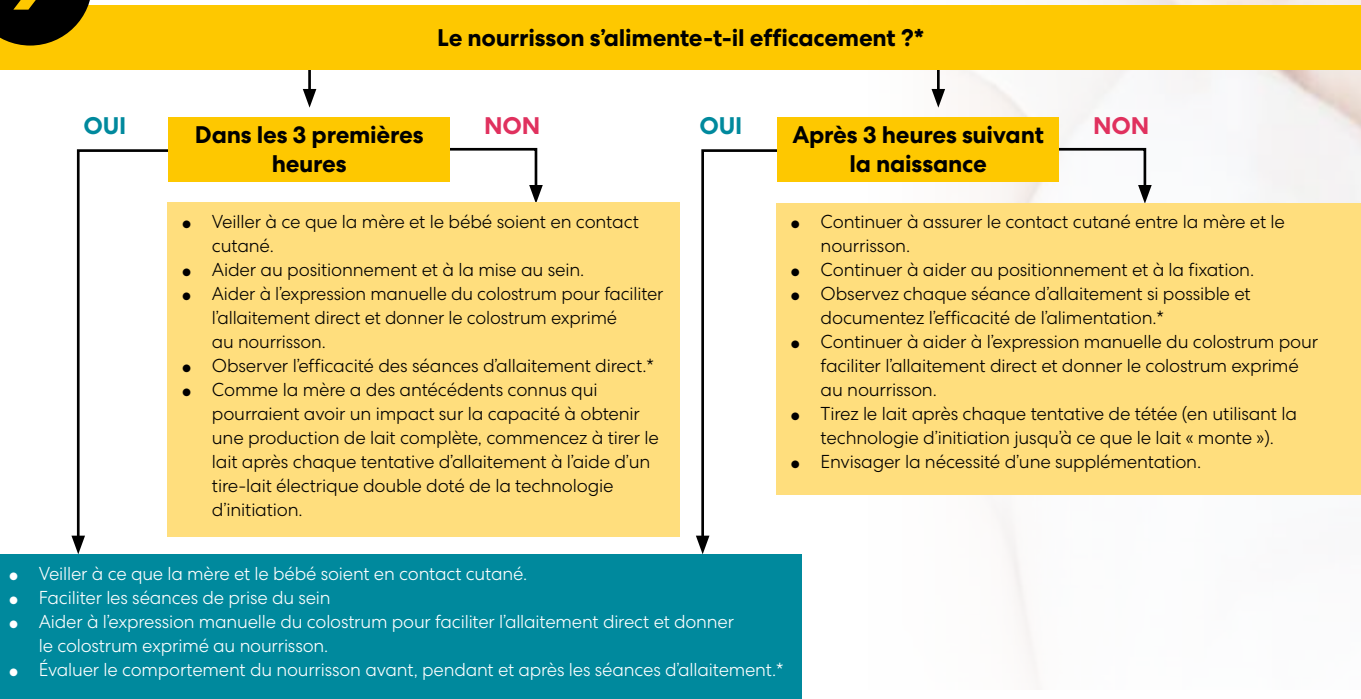 Le nourrisson s’alimente-t-il efficacement ?*
OUI
Dans les 3 premières
heures
NON
● Veiller à ce que la mère et le bébé soient en contact
cutané.
● Aider au positionnement et à la mise au sein.
● Aider à l’expression manuelle du colostrum pour faciliter
l’allaitement direct et donner le colostrum exprimé
au nourrisson.
● Observer l’efficacité des séances d’allaitement direct.*
● Comme la mère a des antécédents connus qui
pourraient avoir un impact sur la capacité à obtenir
une production de lait complète, commencez à tirer le
lait après chaque tentative d’allaitement à l’aide d’un
tire-lait électrique double doté de la technologie
d’initiation.
OUI
Après 3 heures suivant
la naissance
NON
● Continuer à assurer le contact cutané entre la mère et le
nourrisson.
● Continuer à aider au positionnement et à la fixation.
● Observez chaque séance d’allaitement si possible et
documentez l’efficacité de l’alimentation.*
● Continuer à aider à l’expression manuelle du colostrum pour
faciliter l’allaitement direct et donner le colostrum exprimé
au nourrisson.
● Tirez le lait après chaque tentative de tétée (en utilisant la
technologie d’initiation jusqu’à ce que le lait « monte »).
● Envisager la nécessité d’une supplémentation.
● Veiller à ce que la mère et le bébé soient en contact cutané.
● Faciliter les séances de prise du sein
● Aider à l’expression manuelle du colostrum pour faciliter l’allaitement direct et donner
le colostrum exprimé au nourrisson.
● Évaluer le comportement du nourrisson avant, pendant et après les séances d’allaitement.*